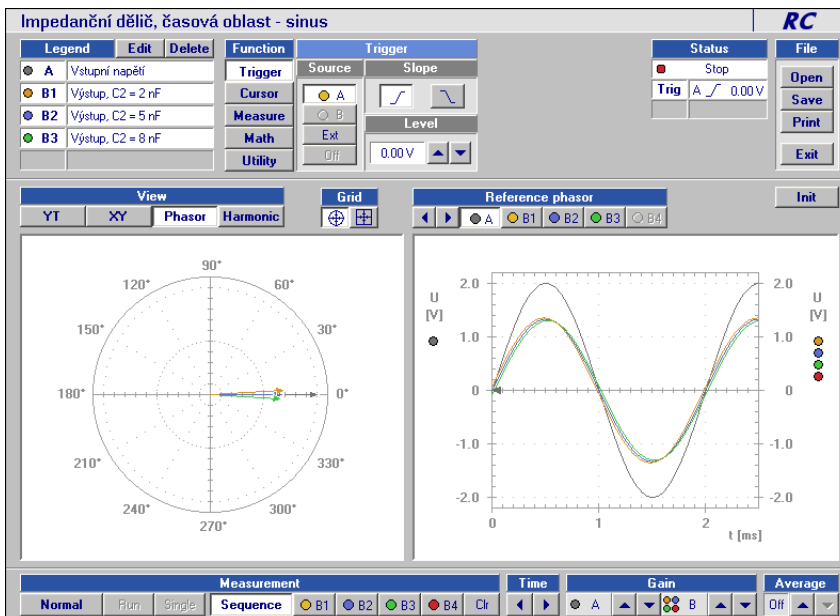 Impedanční dělič, časová oblast - sinus RC
Legend Edit Delete Function Trigger Status File
A Vstupní napětí Trigger Source Slope Stop Open
B1 Výstup, C2 = 2 nF Cursor A Trig A 0.00 V Save
B2 Výstup, C2 = 5 nF Measure B Level Print
B3 Výstup, C2 = 8 nF Math Ext 0.00 V Exit
Utility Off
View Grid Reference phasor Init
YT XY Phasor Harmonic A B1 B2 B3 B4
90°
120° 60°
150° 30°
180° 0°
210° 330°
240° 300°
270°
U [V] 2.0 2.0 U [V]
1.0 1.0
0 0
-1.0 -1.0
-2.0 -2.0
0 1 2
t [ms]
Measurement Time Gain Average
Normal Run Single Sequence B1 B2 B3 B4 Clr A B Off